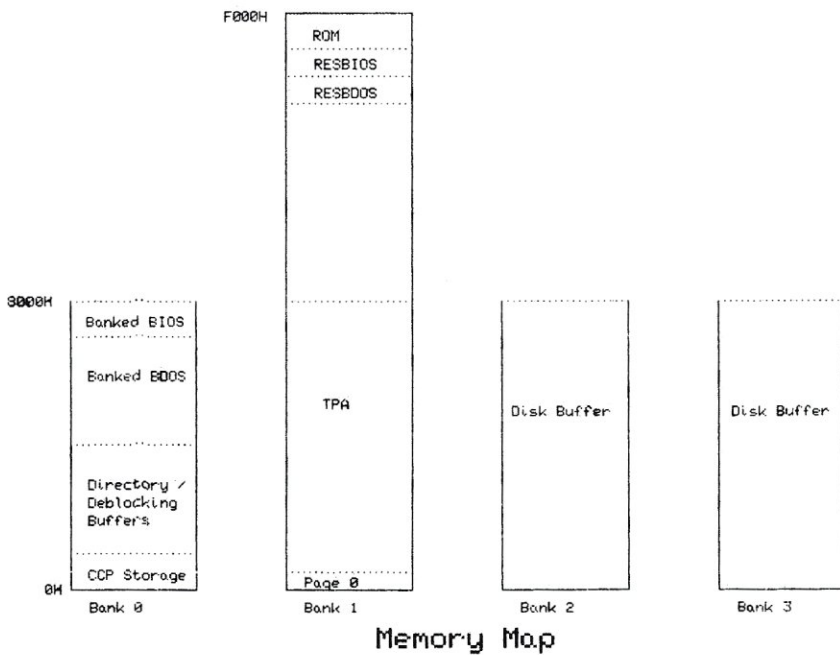 F000H
ROM
RESBIOS
RESBDOS
8000H
Banked BIOS
Banked BDOS
TPA
Disk Buffer
Disk Buffer
Directory /
Deblocking
Buffers
CCP Storage
Page 0
0H
Bank 0
Bank 1
Bank 2
Bank 3
Memory Map